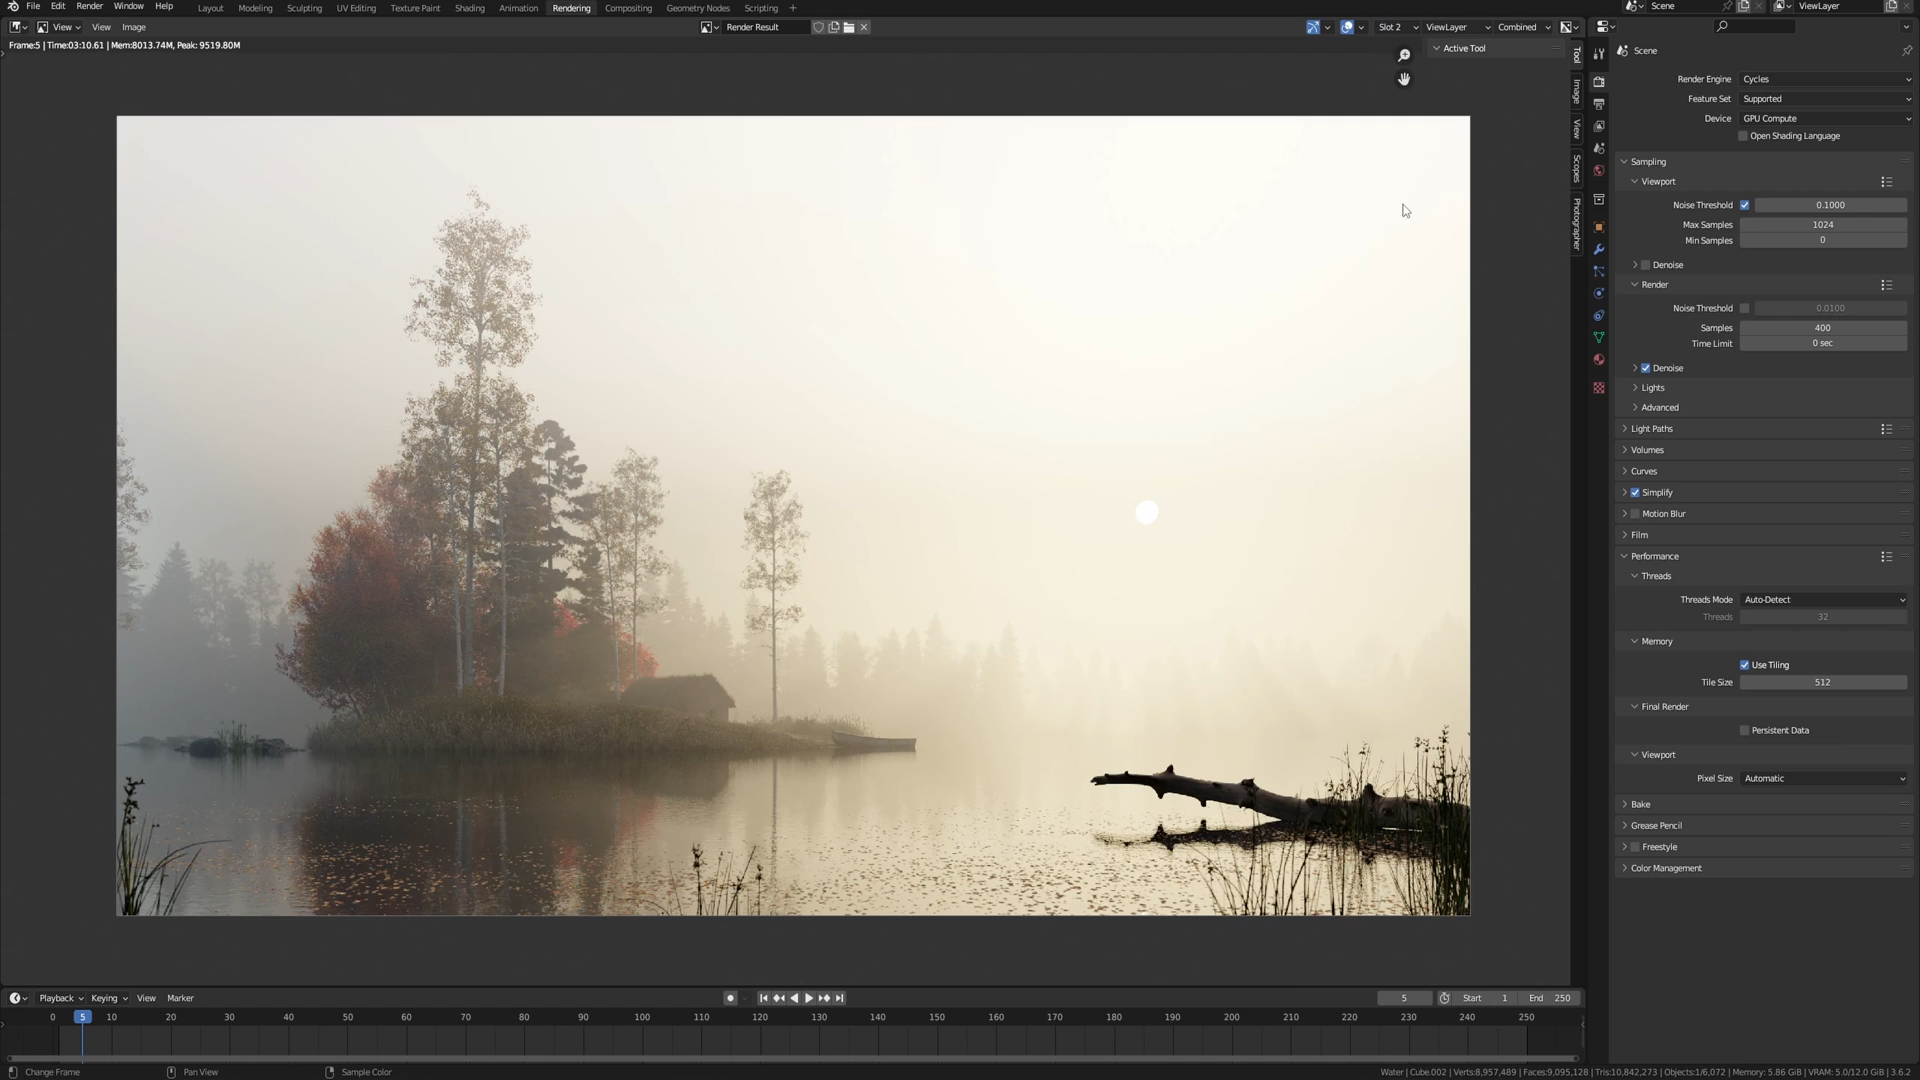 File Edit Render Window Help Layout Modeling Sculpting UV Editing Texture Paint Shading Animation Rendering Compositing Geometry Nodes Scripting + Scene ViewLayer
View View Image Render Result Slot 2 ViewLayer Combined
Frame:5 | Time:03:10.61 | Mem:8013.74M, Peak: 9519.80M
Active Tool
Tool
Image
View
Scopes
Photographer
Scene
Render Engine Cycles
Feature Set Supported
Device GPU Compute
Open Shading Language
Sampling
Viewport
Noise Threshold 0.1000
Max Samples 1024
Min Samples 0
Denoise
Render
Noise Threshold 0.0100
Samples 400
Time Limit 0 sec
Denoise
Lights
Advanced
Light Paths
Volumes
Curves
Simplify
Motion Blur
Film
Performance
Threads
Threads Mode Auto-Detect
Threads 32
Memory
Use Tiling
Tile Size 512
Final Render
Persistent Data
Viewport
Pixel Size Automatic
Bake
Grease Pencil
Freestyle
Color Management
Playback Keying View Marker 5 Start 1 End 250
0 5 10 20 30 40 50 60 70 80 90 100 110 120 130 140 150 160 170 180 190 200 210 220 230 240 250
Change Frame Pan View Sample Color Water | Cube.002 | Verts:8,957,489 | Faces:9,095,128 | Tris:10,842,273 | Objects:1/6,072 | Memory: 5.86 GiB | VRAM: 5.0/12.0 GiB | 3.6.2